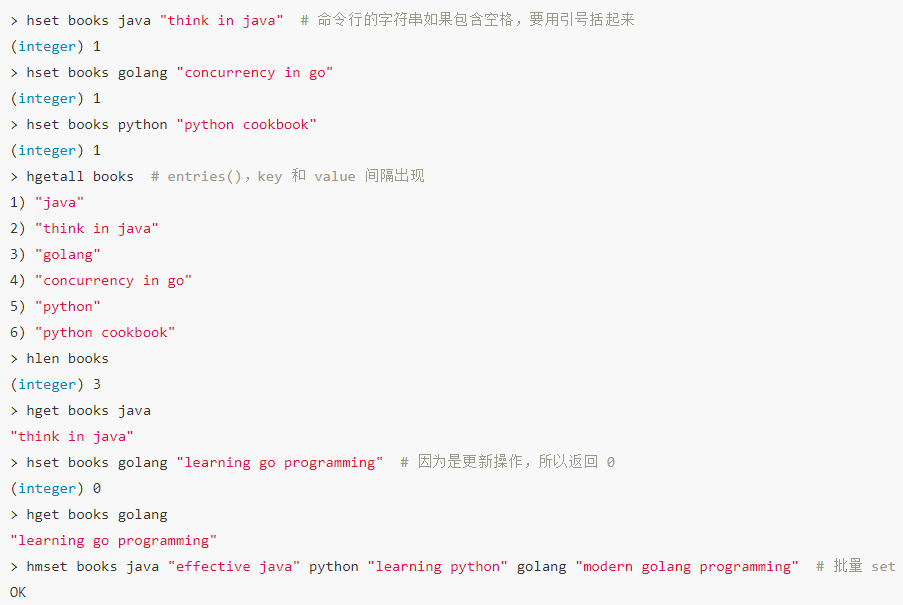 > hset books java "think in java"  # 命令行的字符串如果包含空格，要用引号括起来
(integer) 1
> hset books golang "concurrency in go"
(integer) 1
> hset books python "python cookbook"
(integer) 1
> hgetall books  # entries()，key 和 value 间隔出现
1) "java"
2) "think in java"
3) "golang"
4) "concurrency in go"
5) "python"
6) "python cookbook"
> hlen books
(integer) 3
> hget books java
"think in java"
> hset books golang "learning go programming"  # 因为是更新操作，所以返回 0
(integer) 0
> hget books golang
"learning go programming"
> hmset books java "effective java" python "learning python" golang "modern golang programming"  # 批量 set
OK